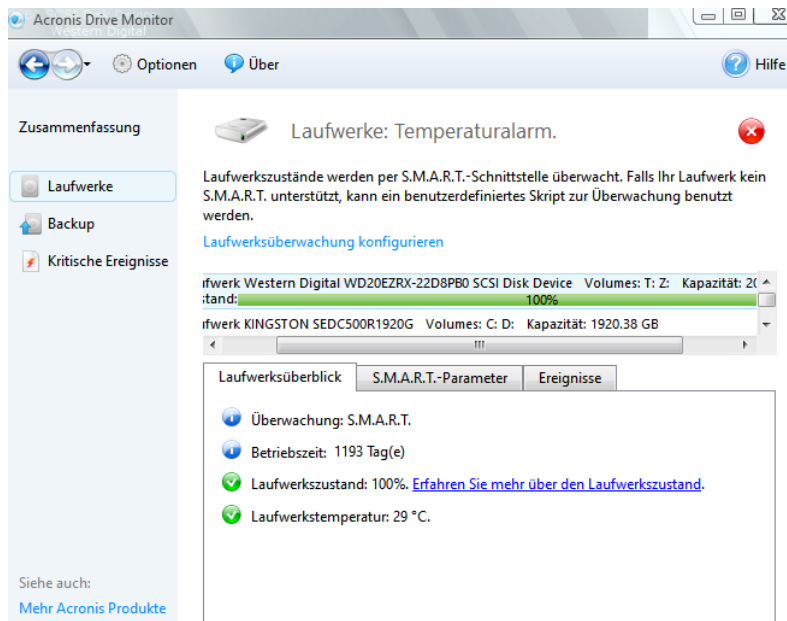 Acronis Drive Monitor
Western Digital
Optionen
Über
Hilfe
Zusammenfassung
Laufwerke
Backup
Kritische Ereignisse
Siehe auch:
Mehr Acronis Produkte
Laufwerke: Temperaturalarm.
Laufwerkszustände werden per S.M.A.R.T.-Schnittstelle überwacht. Falls Ihr Laufwerk kein
S.M.A.R.T. unterstützt, kann ein benutzerdefiniertes Skript zur Überwachung benutzt
werden.
Laufwerksüberwachung konfigurieren
ufwerk Western Digital WD20EZRX-22D8PB0 SCSI Disk Device Volumes: T: Z: Kapazität: 20
stand: 100%
ufwerk KINGSTON SEDC500R1920G Volumes: C: D: Kapazität: 1920.38 GB
Laufwerksüberblick
S.M.A.R.T.-Parameter
Ereignisse
Überwachung: S.M.A.R.T.
Betriebszeit: 1193 Tag(e)
Laufwerkszustand: 100%. Erfahren Sie mehr über den Laufwerkszustand.
Laufwerkstemperatur: 29 °C.